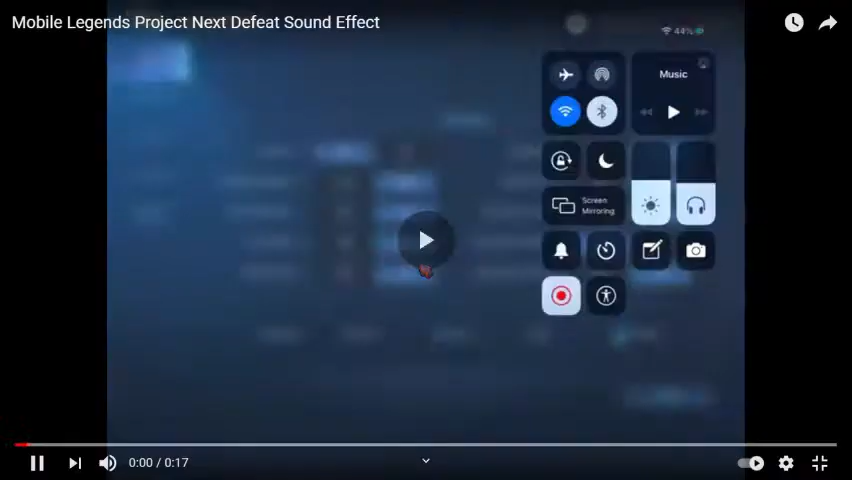 Mobile Legends Project Next Defeat Sound Effect
44%
Music
Screen
Mirroring
0:00 / 0:17